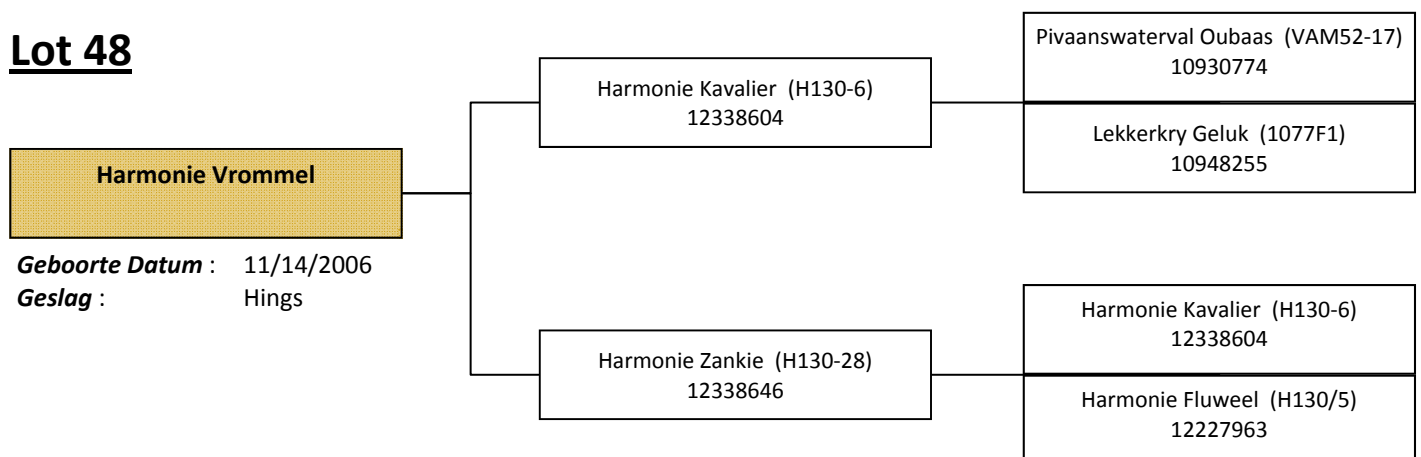 Lot 48
Harmonie Vrommel
Geboorte Datum : 11/14/2006
Geslag : Hings
Harmonie Kavalier (H130-6)
12338604
Harmonie Zankie (H130-28)
12338646
Pivaanswaterval Oubaas (VAM52-17)
10930774
Lekkerkry Geluk (1077F1)
10948255
Harmonie Kavalier (H130-6)
12338604
Harmonie Fluweel (H130/5)
12227963